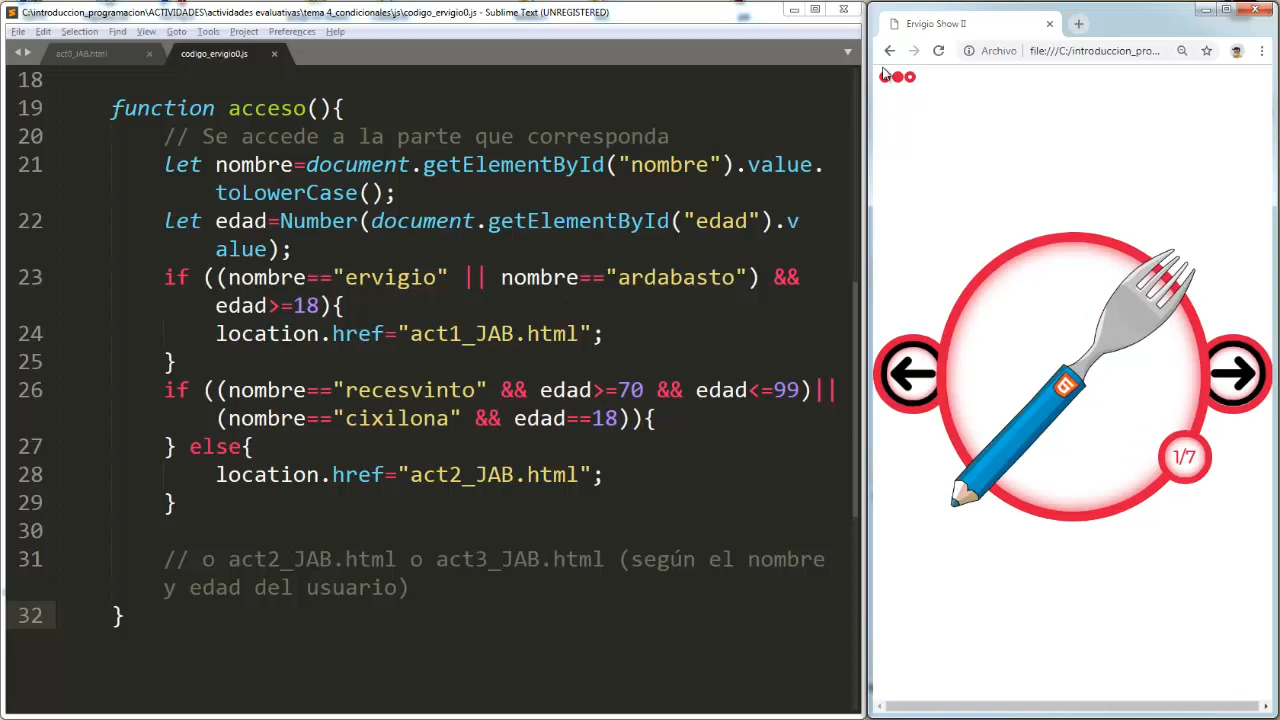 C:\introduccion_programacion\ACTIVIDADES\actividades evaluativas\tema 4_condicionales\js\codigo_ervigio0.js - Sublime Text (UNREGISTERED)
File Edit Selection Find View Goto Tools Project Preferences Help
act0_JAB.html codigo_ervigio0.js
18
19 function acceso(){
20 // Se accede a la parte que corresponda
21 let nombre=document.getElementById("nombre").value.
toLowerCase();
22 let edad=Number(document.getElementById("edad").v
alue);
23 if ((nombre=="ervigio" || nombre=="ardabasto") &&
edad>=18){
24 location.href="act1_JAB.html";
25 }
26 if ((nombre=="recesvinto" && edad>=70 && edad<=99)||
(nombre=="cixilona" && edad==18)){
27 } else{
28 location.href="act2_JAB.html";
29 }
30
31 // o act2_JAB.html o act3_JAB.html (según el nombre
y edad del usuario)
32 }
Ervigio Show II
Archivo file:///C:/introduccion_pro...
1/7